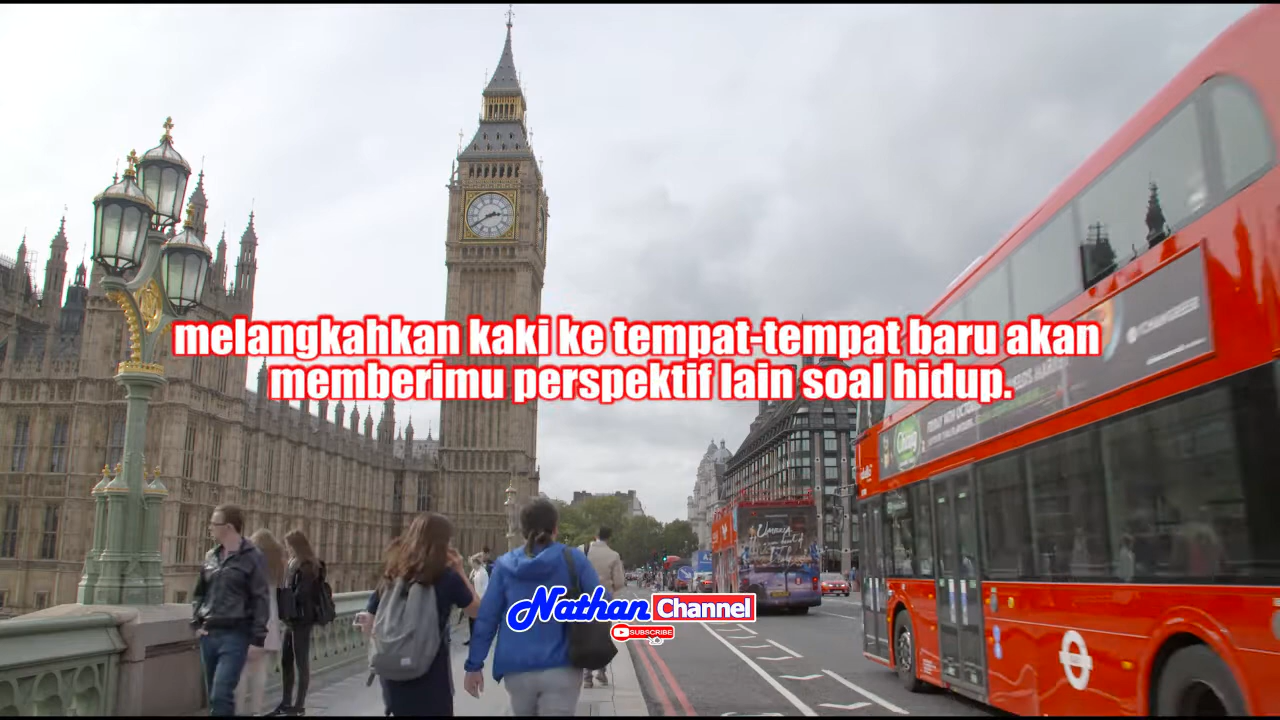 melangkahkan kaki ke tempat-tempat baru akan
memberimu perspektif lain soal hidup.
Nathan Channel
SUBSCRIBE